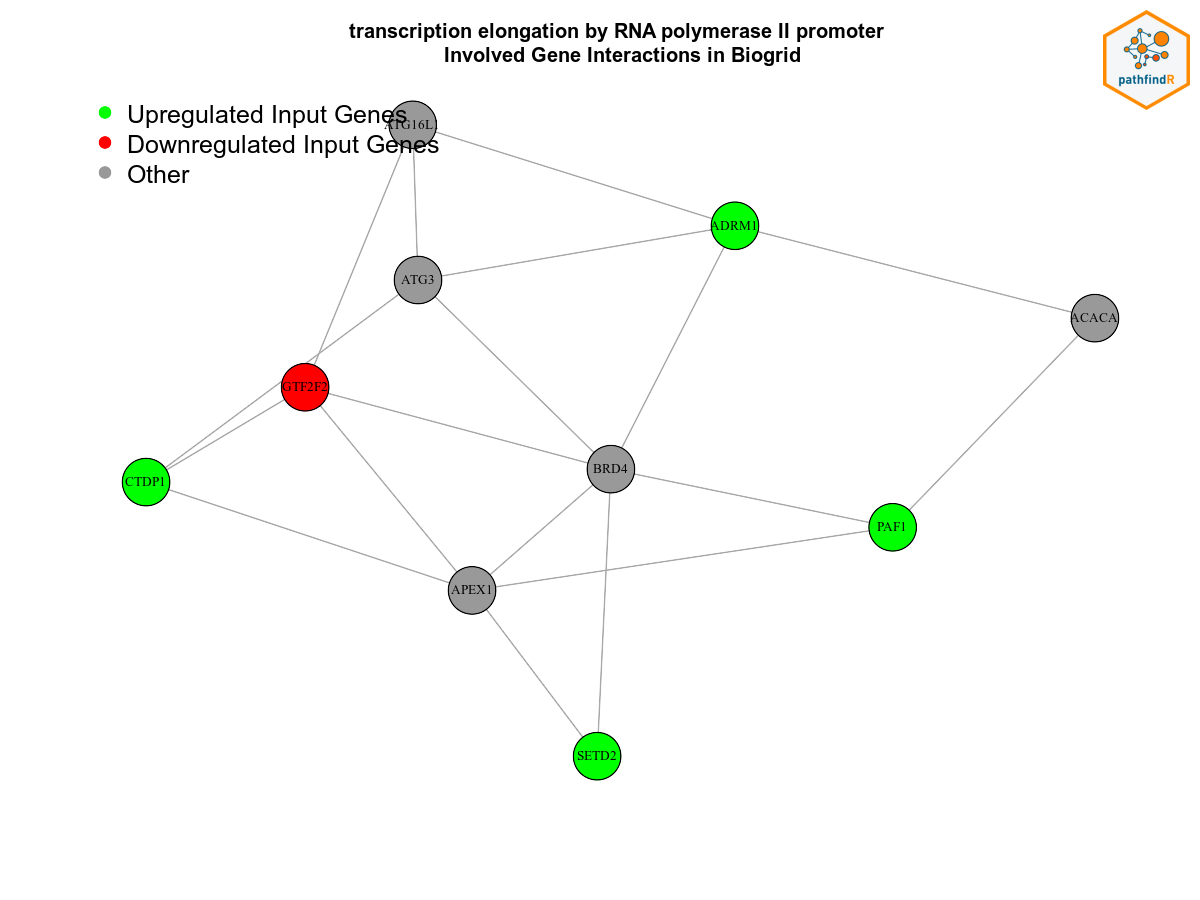 transcription elongation by RNA polymerase II promoter
Involved Gene Interactions in Biogrid
pathfindR
Upregulated Input Genes
Downregulated Input Genes
Other
ATG16L
ADRM1
ATG3
ACACA
GTF2F2
BRD4
CTDP1
PAF1
APEX1
SETD2